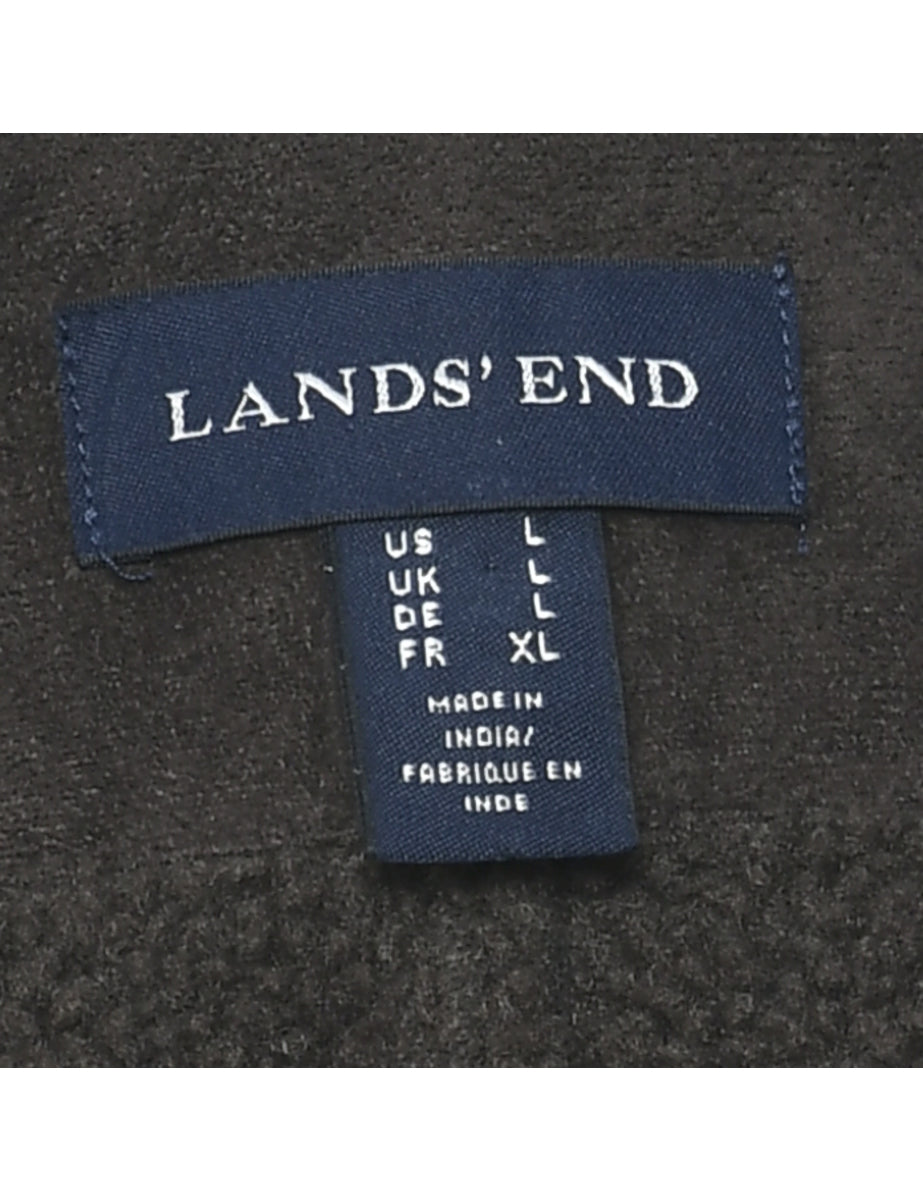 LANDS' END
US L
UK L
DE L
FR XL
MADE IN
INDIA/
FABRIQUE EN
INDE